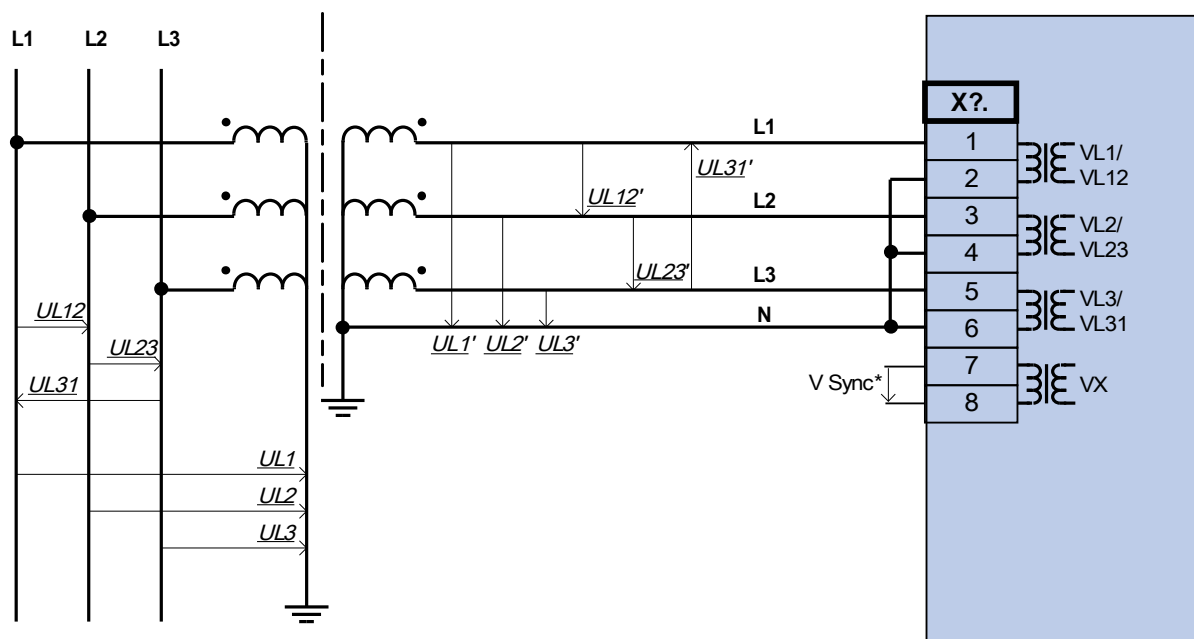 L1 L2 L3
X?.
L1
1
VL1/
VL12
UL31'
2
UL12'
L2
3
VL2/
VL23
4
UL23'
L3
5
VL3/
VL31
UL12
N
6
UL1' UL2' UL3'
UL23
7
V Sync*
VX
UL31
8
UL1
UL2
UL3